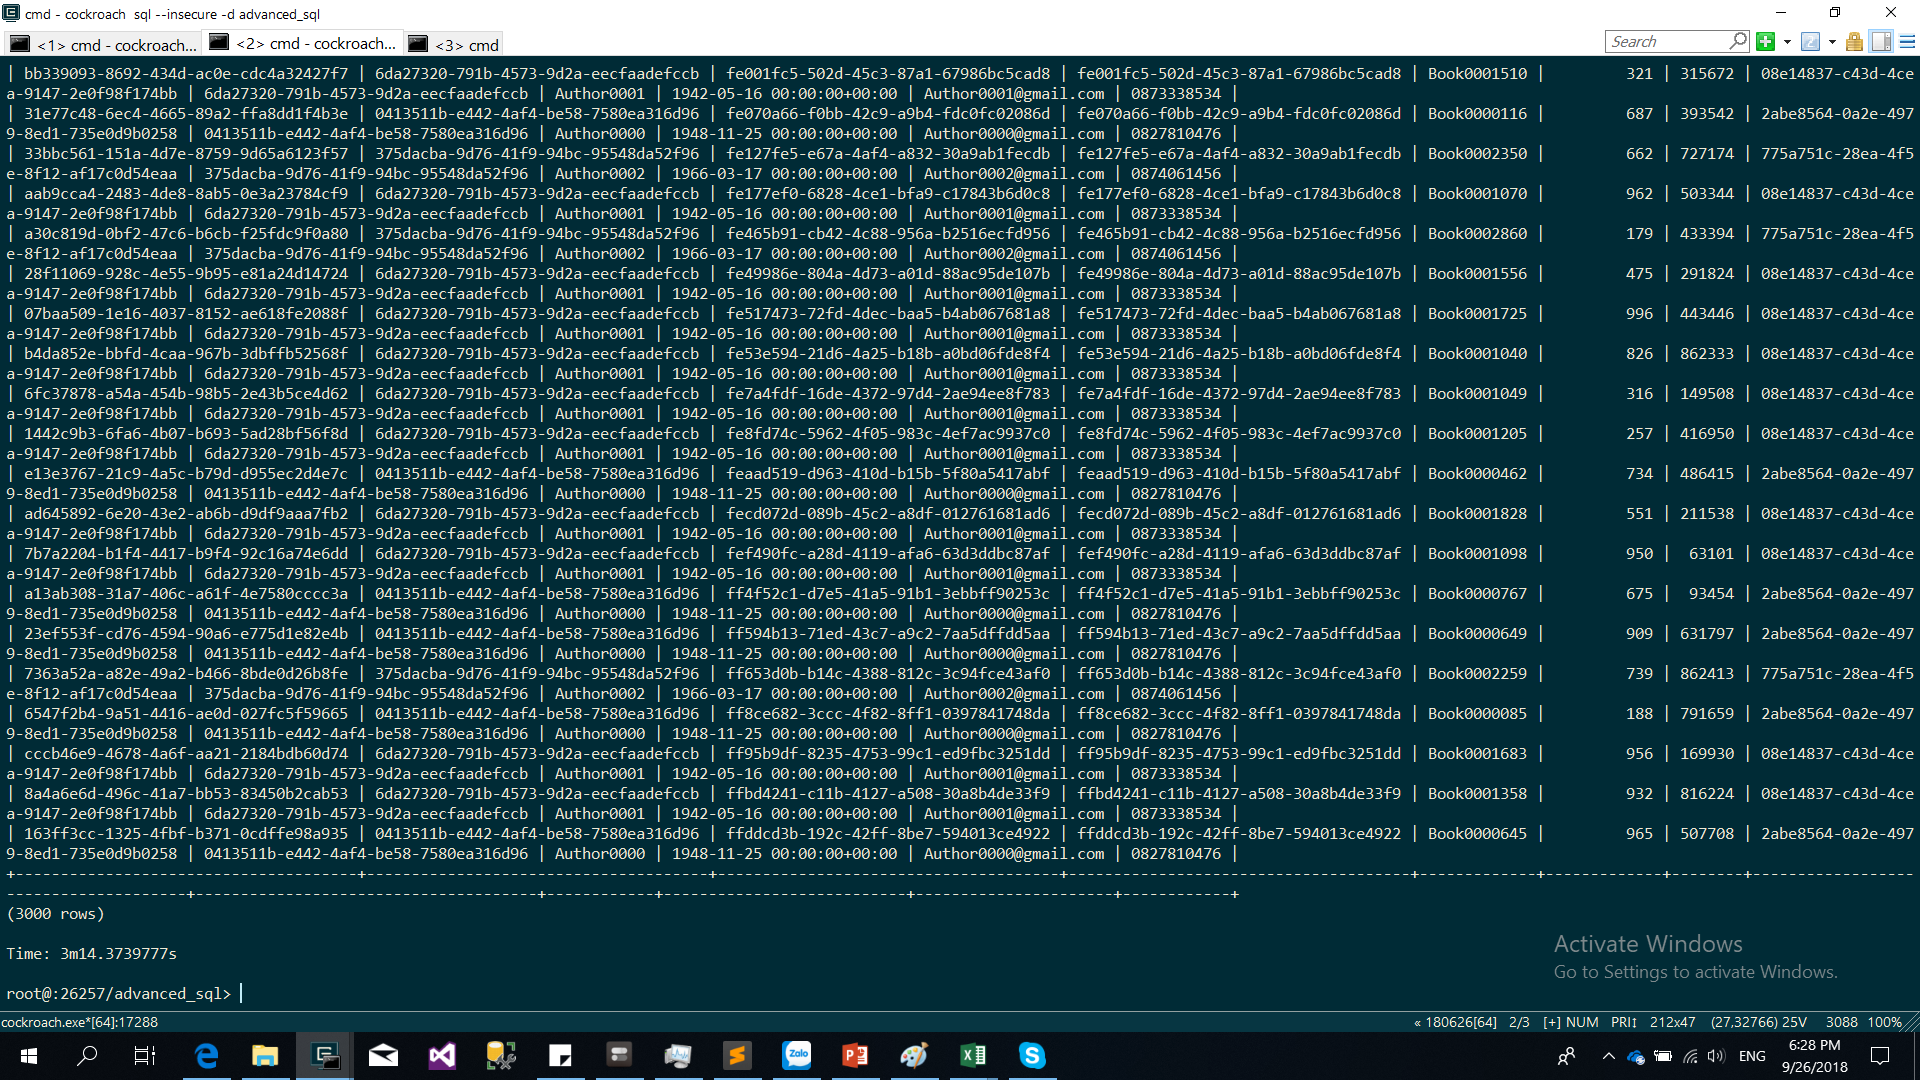 cmd - cockroach  sql --insecure -d advanced_sql
<1> cmd - cockroach... <2> cmd - cockroach... <3> cmd Search
| bb339093-8692-434d-ac0e-cdc4a32427f7 | 6da27320-791b-4573-9d2a-eecfaadefccb | fe001fc5-502d-45c3-87a1-67986bc5cad8 | fe001fc5-502d-45c3-87a1-67986bc5cad8 | Book0001510 |         321 | 315672 | 08e14837-c43d-4ce
a-9147-2e0f98f174bb | 6da27320-791b-4573-9d2a-eecfaadefccb | Author0001 | 1942-05-16 00:00:00+00:00 | Author0001@gmail.com | 0873338534 |
| 31e77c48-6ec4-4665-89a2-ffa8dd1f4b3e | 0413511b-e442-4af4-be58-7580ea316d96 | fe070a66-f0bb-42c9-a9b4-fdc0fc02086d | fe070a66-f0bb-42c9-a9b4-fdc0fc02086d | Book0000116 |         687 | 393542 | 2abe8564-0a2e-497
9-8ed1-735e0d9b0258 | 0413511b-e442-4af4-be58-7580ea316d96 | Author0000 | 1948-11-25 00:00:00+00:00 | Author0000@gmail.com | 0827810476 |
| 33bbc561-151a-4d7e-8759-9d65a6123f57 | 375dacba-9d76-41f9-94bc-95548da52f96 | fe127fe5-e67a-4af4-a832-30a9ab1fecdb | fe127fe5-e67a-4af4-a832-30a9ab1fecdb | Book0002350 |         662 | 727174 | 775a751c-28ea-4f5
e-8f12-af17c0d54eaa | 375dacba-9d76-41f9-94bc-95548da52f96 | Author0002 | 1966-03-17 00:00:00+00:00 | Author0002@gmail.com | 0874061456 |
| aab9cca4-2483-4de8-8ab5-0e3a23784cf9 | 6da27320-791b-4573-9d2a-eecfaadefccb | fe177ef0-6828-4ce1-bfa9-c17843b6d0c8 | fe177ef0-6828-4ce1-bfa9-c17843b6d0c8 | Book0001070 |         962 | 503344 | 08e14837-c43d-4ce
a-9147-2e0f98f174bb | 6da27320-791b-4573-9d2a-eecfaadefccb | Author0001 | 1942-05-16 00:00:00+00:00 | Author0001@gmail.com | 0873338534 |
| a30c819d-0bf2-47c6-b6cb-f25fdc9f0a80 | 375dacba-9d76-41f9-94bc-95548da52f96 | fe465b91-cb42-4c88-956a-b2516ecfd956 | fe465b91-cb42-4c88-956a-b2516ecfd956 | Book0002860 |         179 | 433394 | 775a751c-28ea-4f5
e-8f12-af17c0d54eaa | 375dacba-9d76-41f9-94bc-95548da52f96 | Author0002 | 1966-03-17 00:00:00+00:00 | Author0002@gmail.com | 0874061456 |
| 28f11069-928c-4e55-9b95-e81a24d14724 | 6da27320-791b-4573-9d2a-eecfaadefccb | fe49986e-804a-4d73-a01d-88ac95de107b | fe49986e-804a-4d73-a01d-88ac95de107b | Book0001556 |         475 | 291824 | 08e14837-c43d-4ce
a-9147-2e0f98f174bb | 6da27320-791b-4573-9d2a-eecfaadefccb | Author0001 | 1942-05-16 00:00:00+00:00 | Author0001@gmail.com | 0873338534 |
| 07baa509-1e16-4037-8152-ae618fe2088f | 6da27320-791b-4573-9d2a-eecfaadefccb | fe517473-72fd-4dec-baa5-b4ab067681a8 | fe517473-72fd-4dec-baa5-b4ab067681a8 | Book0001725 |         996 | 443446 | 08e14837-c43d-4ce
a-9147-2e0f98f174bb | 6da27320-791b-4573-9d2a-eecfaadefccb | Author0001 | 1942-05-16 00:00:00+00:00 | Author0001@gmail.com | 0873338534 |
| b4da852e-bbfd-4caa-967b-3dbffb52568f | 6da27320-791b-4573-9d2a-eecfaadefccb | fe53e594-21d6-4a25-b18b-a0bd06fde8f4 | fe53e594-21d6-4a25-b18b-a0bd06fde8f4 | Book0001040 |         826 | 862333 | 08e14837-c43d-4ce
a-9147-2e0f98f174bb | 6da27320-791b-4573-9d2a-eecfaadefccb | Author0001 | 1942-05-16 00:00:00+00:00 | Author0001@gmail.com | 0873338534 |
| 6fc37878-a54a-454b-98b5-2e43b5ce4d62 | 6da27320-791b-4573-9d2a-eecfaadefccb | fe7a4fdf-16de-4372-97d4-2ae94ee8f783 | fe7a4fdf-16de-4372-97d4-2ae94ee8f783 | Book0001049 |         316 | 149508 | 08e14837-c43d-4ce
a-9147-2e0f98f174bb | 6da27320-791b-4573-9d2a-eecfaadefccb | Author0001 | 1942-05-16 00:00:00+00:00 | Author0001@gmail.com | 0873338534 |
| 1442c9b3-6fa6-4b07-b693-5ad28bf56f8d | 6da27320-791b-4573-9d2a-eecfaadefccb | fe8fd74c-5962-4f05-983c-4ef7ac9937c0 | fe8fd74c-5962-4f05-983c-4ef7ac9937c0 | Book0001205 |         257 | 416950 | 08e14837-c43d-4ce
a-9147-2e0f98f174bb | 6da27320-791b-4573-9d2a-eecfaadefccb | Author0001 | 1942-05-16 00:00:00+00:00 | Author0001@gmail.com | 0873338534 |
| e13e3767-21c9-4a5c-b79d-d955ec2d4e7c | 0413511b-e442-4af4-be58-7580ea316d96 | feaad519-d963-410d-b15b-5f80a5417abf | feaad519-d963-410d-b15b-5f80a5417abf | Book0000462 |         734 | 486415 | 2abe8564-0a2e-497
9-8ed1-735e0d9b0258 | 0413511b-e442-4af4-be58-7580ea316d96 | Author0000 | 1948-11-25 00:00:00+00:00 | Author0000@gmail.com | 0827810476 |
| ad645892-6e20-43e2-ab6b-d9df9aaa7fb2 | 6da27320-791b-4573-9d2a-eecfaadefccb | fecd072d-089b-45c2-a8df-012761681ad6 | fecd072d-089b-45c2-a8df-012761681ad6 | Book0001828 |         551 | 211538 | 08e14837-c43d-4ce
a-9147-2e0f98f174bb | 6da27320-791b-4573-9d2a-eecfaadefccb | Author0001 | 1942-05-16 00:00:00+00:00 | Author0001@gmail.com | 0873338534 |
| 7b7a2204-b1f4-4417-b9f4-92c16a74e6dd | 6da27320-791b-4573-9d2a-eecfaadefccb | fef490fc-a28d-4119-afa6-63d3ddbc87af | fef490fc-a28d-4119-afa6-63d3ddbc87af | Book0001098 |         950 |  63101 | 08e14837-c43d-4ce
a-9147-2e0f98f174bb | 6da27320-791b-4573-9d2a-eecfaadefccb | Author0001 | 1942-05-16 00:00:00+00:00 | Author0001@gmail.com | 0873338534 |
| a13ab308-31a7-406c-a61f-4e7580cccc3a | 0413511b-e442-4af4-be58-7580ea316d96 | ff4f52c1-d7e5-41a5-91b1-3ebbff90253c | ff4f52c1-d7e5-41a5-91b1-3ebbff90253c | Book0000767 |         675 |  93454 | 2abe8564-0a2e-497
9-8ed1-735e0d9b0258 | 0413511b-e442-4af4-be58-7580ea316d96 | Author0000 | 1948-11-25 00:00:00+00:00 | Author0000@gmail.com | 0827810476 |
| 23ef553f-cd76-4594-90a6-e775d1e82e4b | 0413511b-e442-4af4-be58-7580ea316d96 | ff594b13-71ed-43c7-a9c2-7aa5dffdd5aa | ff594b13-71ed-43c7-a9c2-7aa5dffdd5aa | Book0000649 |         909 | 631797 | 2abe8564-0a2e-497
9-8ed1-735e0d9b0258 | 0413511b-e442-4af4-be58-7580ea316d96 | Author0000 | 1948-11-25 00:00:00+00:00 | Author0000@gmail.com | 0827810476 |
| 7363a52a-a82e-49a2-b466-8bde0d26b8fe | 375dacba-9d76-41f9-94bc-95548da52f96 | ff653d0b-b14c-4388-812c-3c94fce43af0 | ff653d0b-b14c-4388-812c-3c94fce43af0 | Book0002259 |         739 | 862413 | 775a751c-28ea-4f5
e-8f12-af17c0d54eaa | 375dacba-9d76-41f9-94bc-95548da52f96 | Author0002 | 1966-03-17 00:00:00+00:00 | Author0002@gmail.com | 0874061456 |
| 6547f2b4-9a51-4416-ae0d-027fc5f59665 | 0413511b-e442-4af4-be58-7580ea316d96 | ff8ce682-3ccc-4f82-8ff1-0397841748da | ff8ce682-3ccc-4f82-8ff1-0397841748da | Book0000085 |         188 | 791659 | 2abe8564-0a2e-497
9-8ed1-735e0d9b0258 | 0413511b-e442-4af4-be58-7580ea316d96 | Author0000 | 1948-11-25 00:00:00+00:00 | Author0000@gmail.com | 0827810476 |
| cccb46e9-4678-4a6f-aa21-2184bdb60d74 | 6da27320-791b-4573-9d2a-eecfaadefccb | ff95b9df-8235-4753-99c1-ed9fbc3251dd | ff95b9df-8235-4753-99c1-ed9fbc3251dd | Book0001683 |         956 | 169930 | 08e14837-c43d-4ce
a-9147-2e0f98f174bb | 6da27320-791b-4573-9d2a-eecfaadefccb | Author0001 | 1942-05-16 00:00:00+00:00 | Author0001@gmail.com | 0873338534 |
| 8a4a6e6d-496c-41a7-bb53-83450b2cab53 | 6da27320-791b-4573-9d2a-eecfaadefccb | ffbd4241-c11b-4127-a508-30a8b4de33f9 | ffbd4241-c11b-4127-a508-30a8b4de33f9 | Book0001358 |         932 | 816224 | 08e14837-c43d-4ce
a-9147-2e0f98f174bb | 6da27320-791b-4573-9d2a-eecfaadefccb | Author0001 | 1942-05-16 00:00:00+00:00 | Author0001@gmail.com | 0873338534 |
| 163ff3cc-1325-4fbf-b371-0cdffe98a935 | 0413511b-e442-4af4-be58-7580ea316d96 | ffddcd3b-192c-42ff-8be7-594013ce4922 | ffddcd3b-192c-42ff-8be7-594013ce4922 | Book0000645 |         965 | 507708 | 2abe8564-0a2e-497
9-8ed1-735e0d9b0258 | 0413511b-e442-4af4-be58-7580ea316d96 | Author0000 | 1948-11-25 00:00:00+00:00 | Author0000@gmail.com | 0827810476 |
+--------------------------------------+--------------------------------------+--------------------------------------+--------------------------------------+-------------+-------------+--------+------------------
--------------------+--------------------------------------+------------+---------------------------+----------------------+------------+
(3000 rows)
Time: 3m14.3739777s
Activate Windows
Go to Settings to activate Windows.
root@:26257/advanced_sql>
cockroach.exe*[64]:17288 « 180626[64] 2/3 [+] NUM PRI↕ 212x47 (27,32766) 25V 3088 100%
Zalo ENG 6:28 PM
9/26/2018